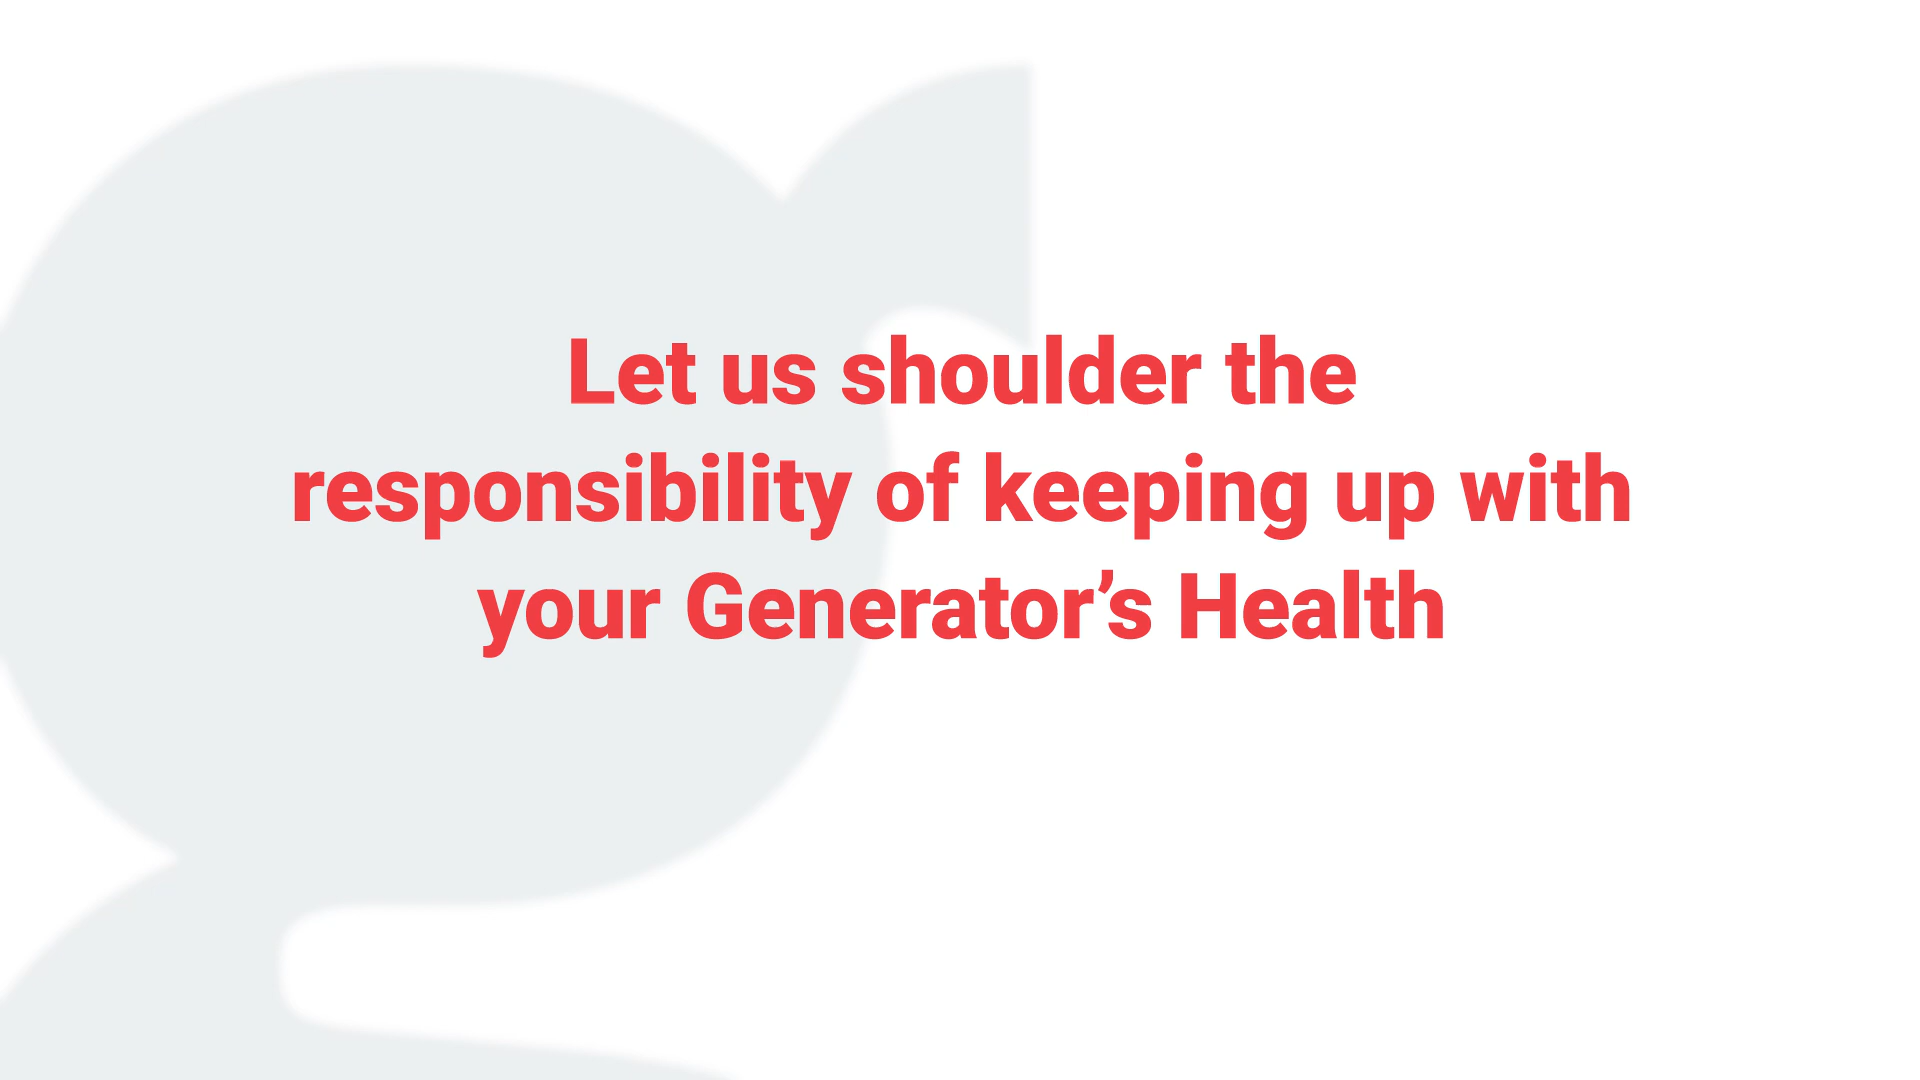 Let us shoulder the
responsibility of keeping up with
your Generator’s Health